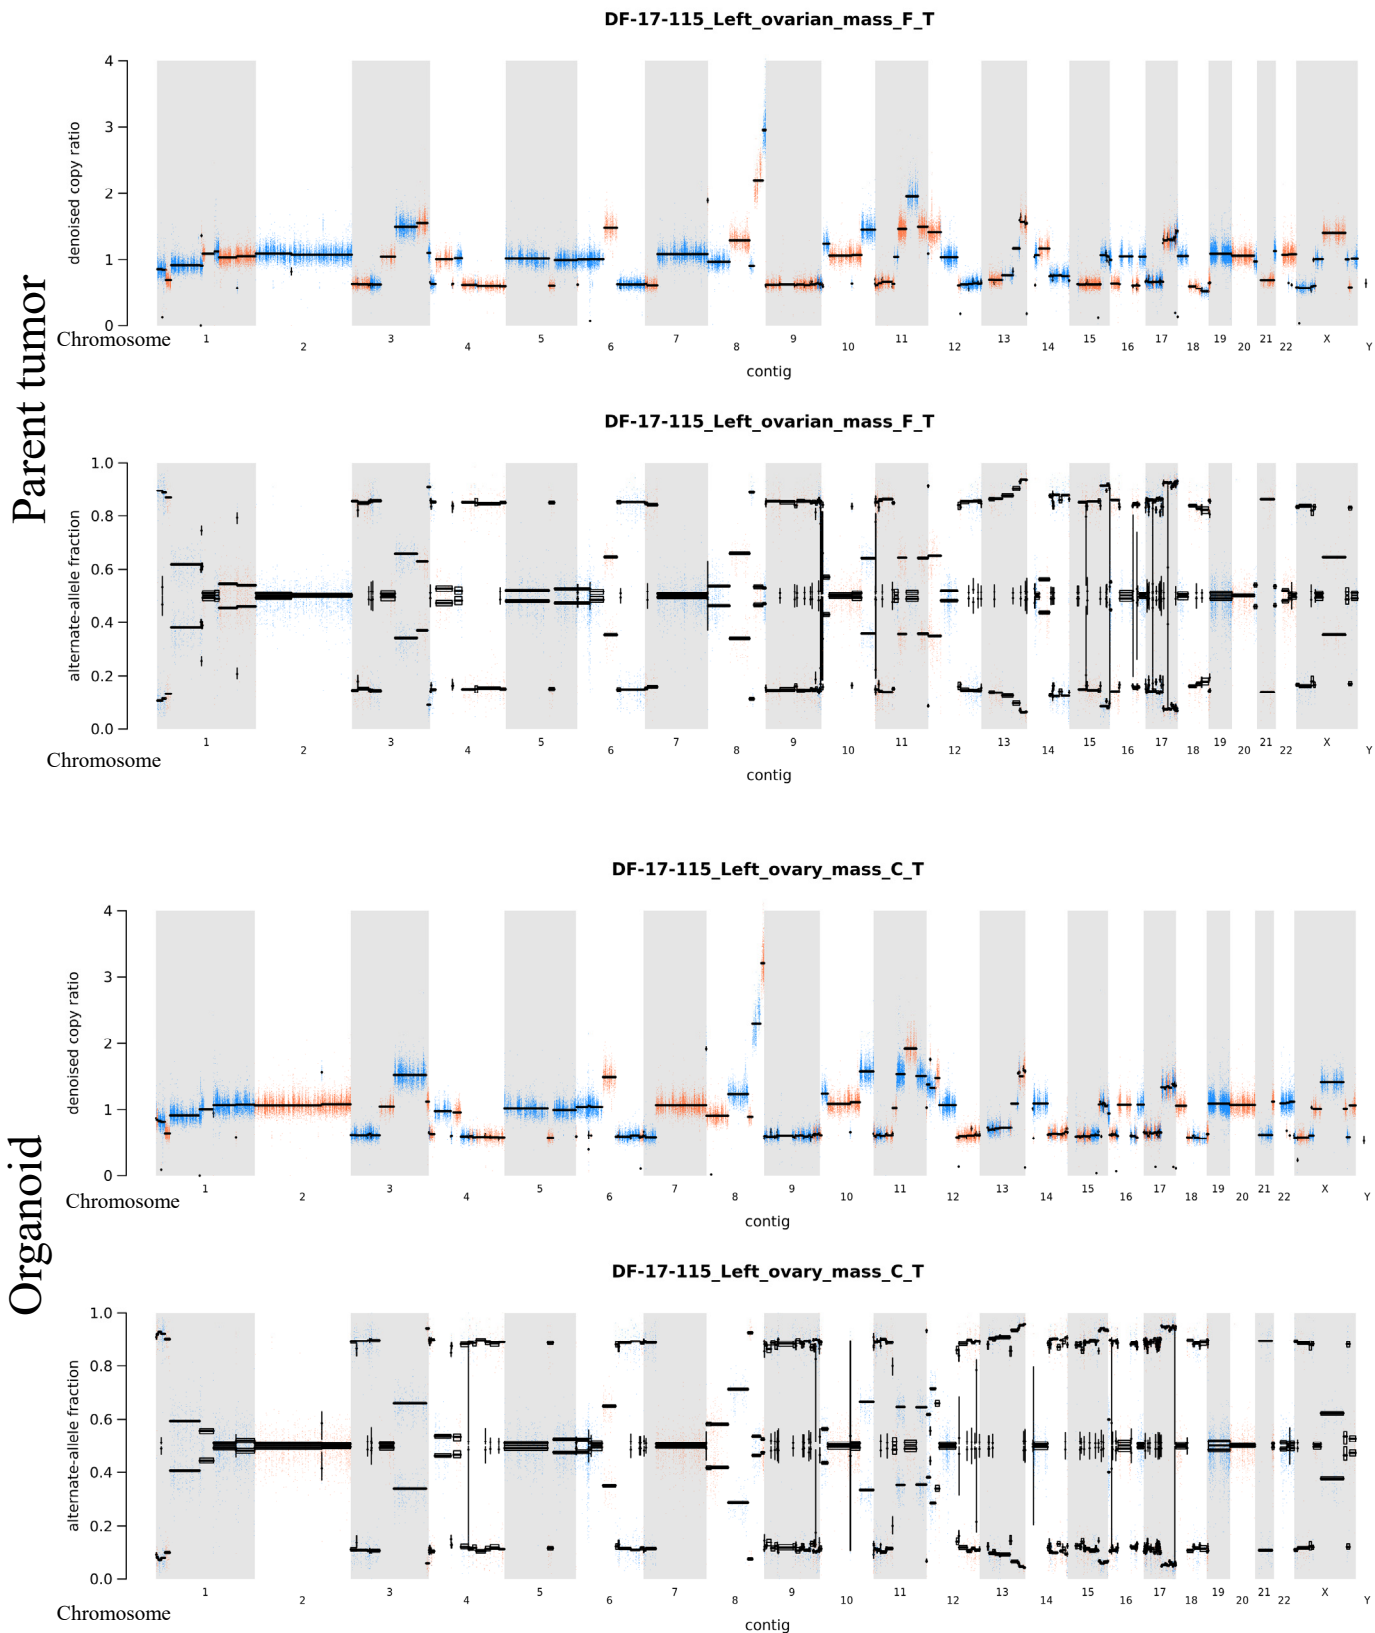 DF-17-115_Left_ovarian_mass_F_T
4
3
2
1
0
denoised copy ratio
Chromosome
1 3 5 7 9 11 13 15 17 19 21 X
2 4 6 8 10 12 14 16 18 20 22 Y
contig
Parent tumor
DF-17-115_Left_ovarian_mass_F_T
1.0
0.8
0.6
0.4
0.2
0.0
alternate-allele fraction
1 3 5 7 9 11 13 15 17 19 21 X
2 4 6 8 10 12 14 16 18 20 22 Y
Chromosome
contig
DF-17-115_Left_ovary_mass_C_T
4
3
2
1
0
denoised copy ratio
1 3 5 7 9 11 13 15 17 19 21 X
2 4 6 8 10 12 14 16 18 20 22 Y
Chromosome
contig
Organoid
DF-17-115_Left_ovary_mass_C_T
1.0
0.8
0.6
0.4
0.2
0.0
alternate-allele fraction
1 3 5 7 9 11 13 15 17 19 21 X
2 4 6 8 10 12 14 16 18 20 22 Y
Chromosome
contig